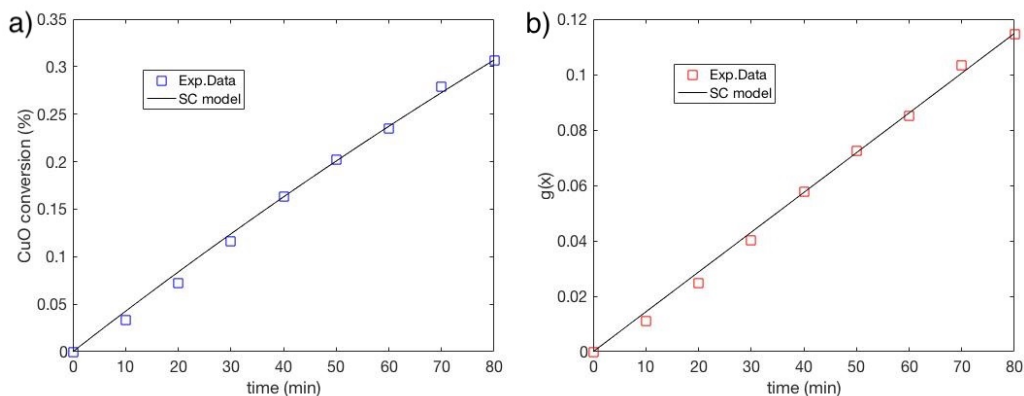 a)
0.35
0.3
0.25
0.2
0.15
0.1
0.05
0
CuO conversion (%)
Exp.Data
SC model
0 10 20 30 40 50 60 70 80
time (min)
b)
0.12
0.1
0.08
0.06
0.04
0.02
0
g(x)
Exp.Data
SC model
0 10 20 30 40 50 60 70 80
time (min)